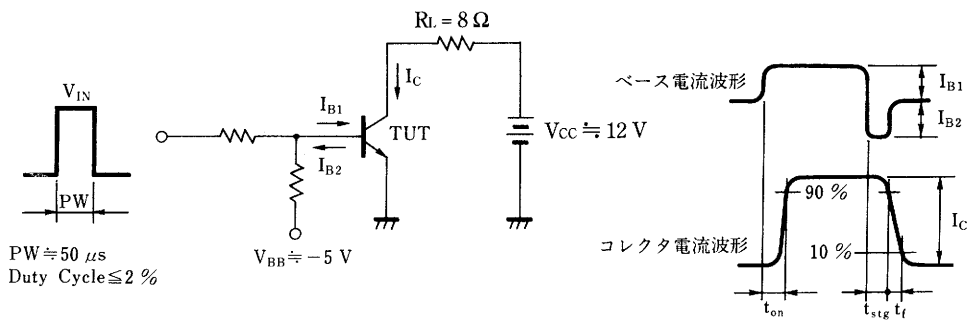 R_L = 8 Ω
I_C
V_IN
I_B1
TUT
I_B2
V_CC ≒ 12 V
PW
V_BB ≒ −5 V
PW ≒ 50 μs
Duty Cycle ≦ 2 %
ベース電流波形
I_B1
I_B2
90 %
I_C
コレクタ電流波形
10 %
t_on
t_stg
t_f